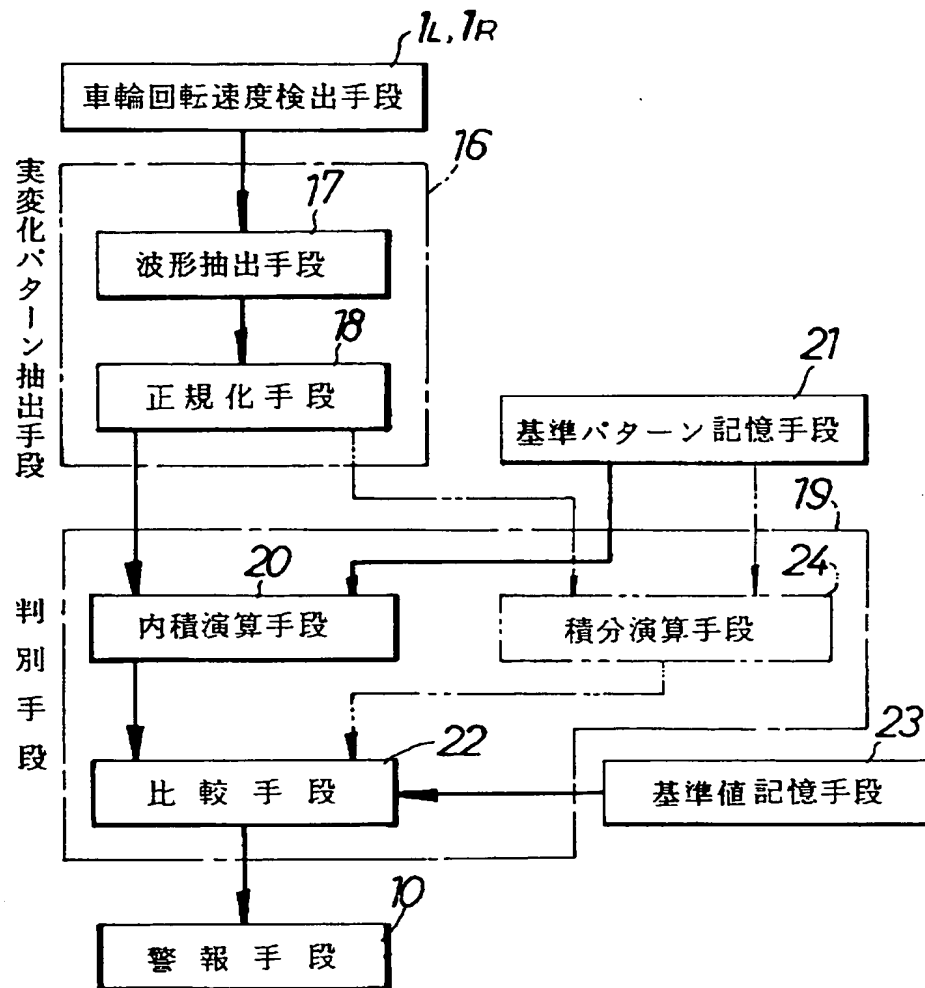 1L, 1R
車輪回転速度検出手段
16
実変化パターン抽出手段
17
波形抽出手段
18
正規化手段
21
基準パターン記憶手段
19
判別手段
20
内積演算手段
24
積分演算手段
22
比較手段
23
基準値記憶手段
10
警報手段